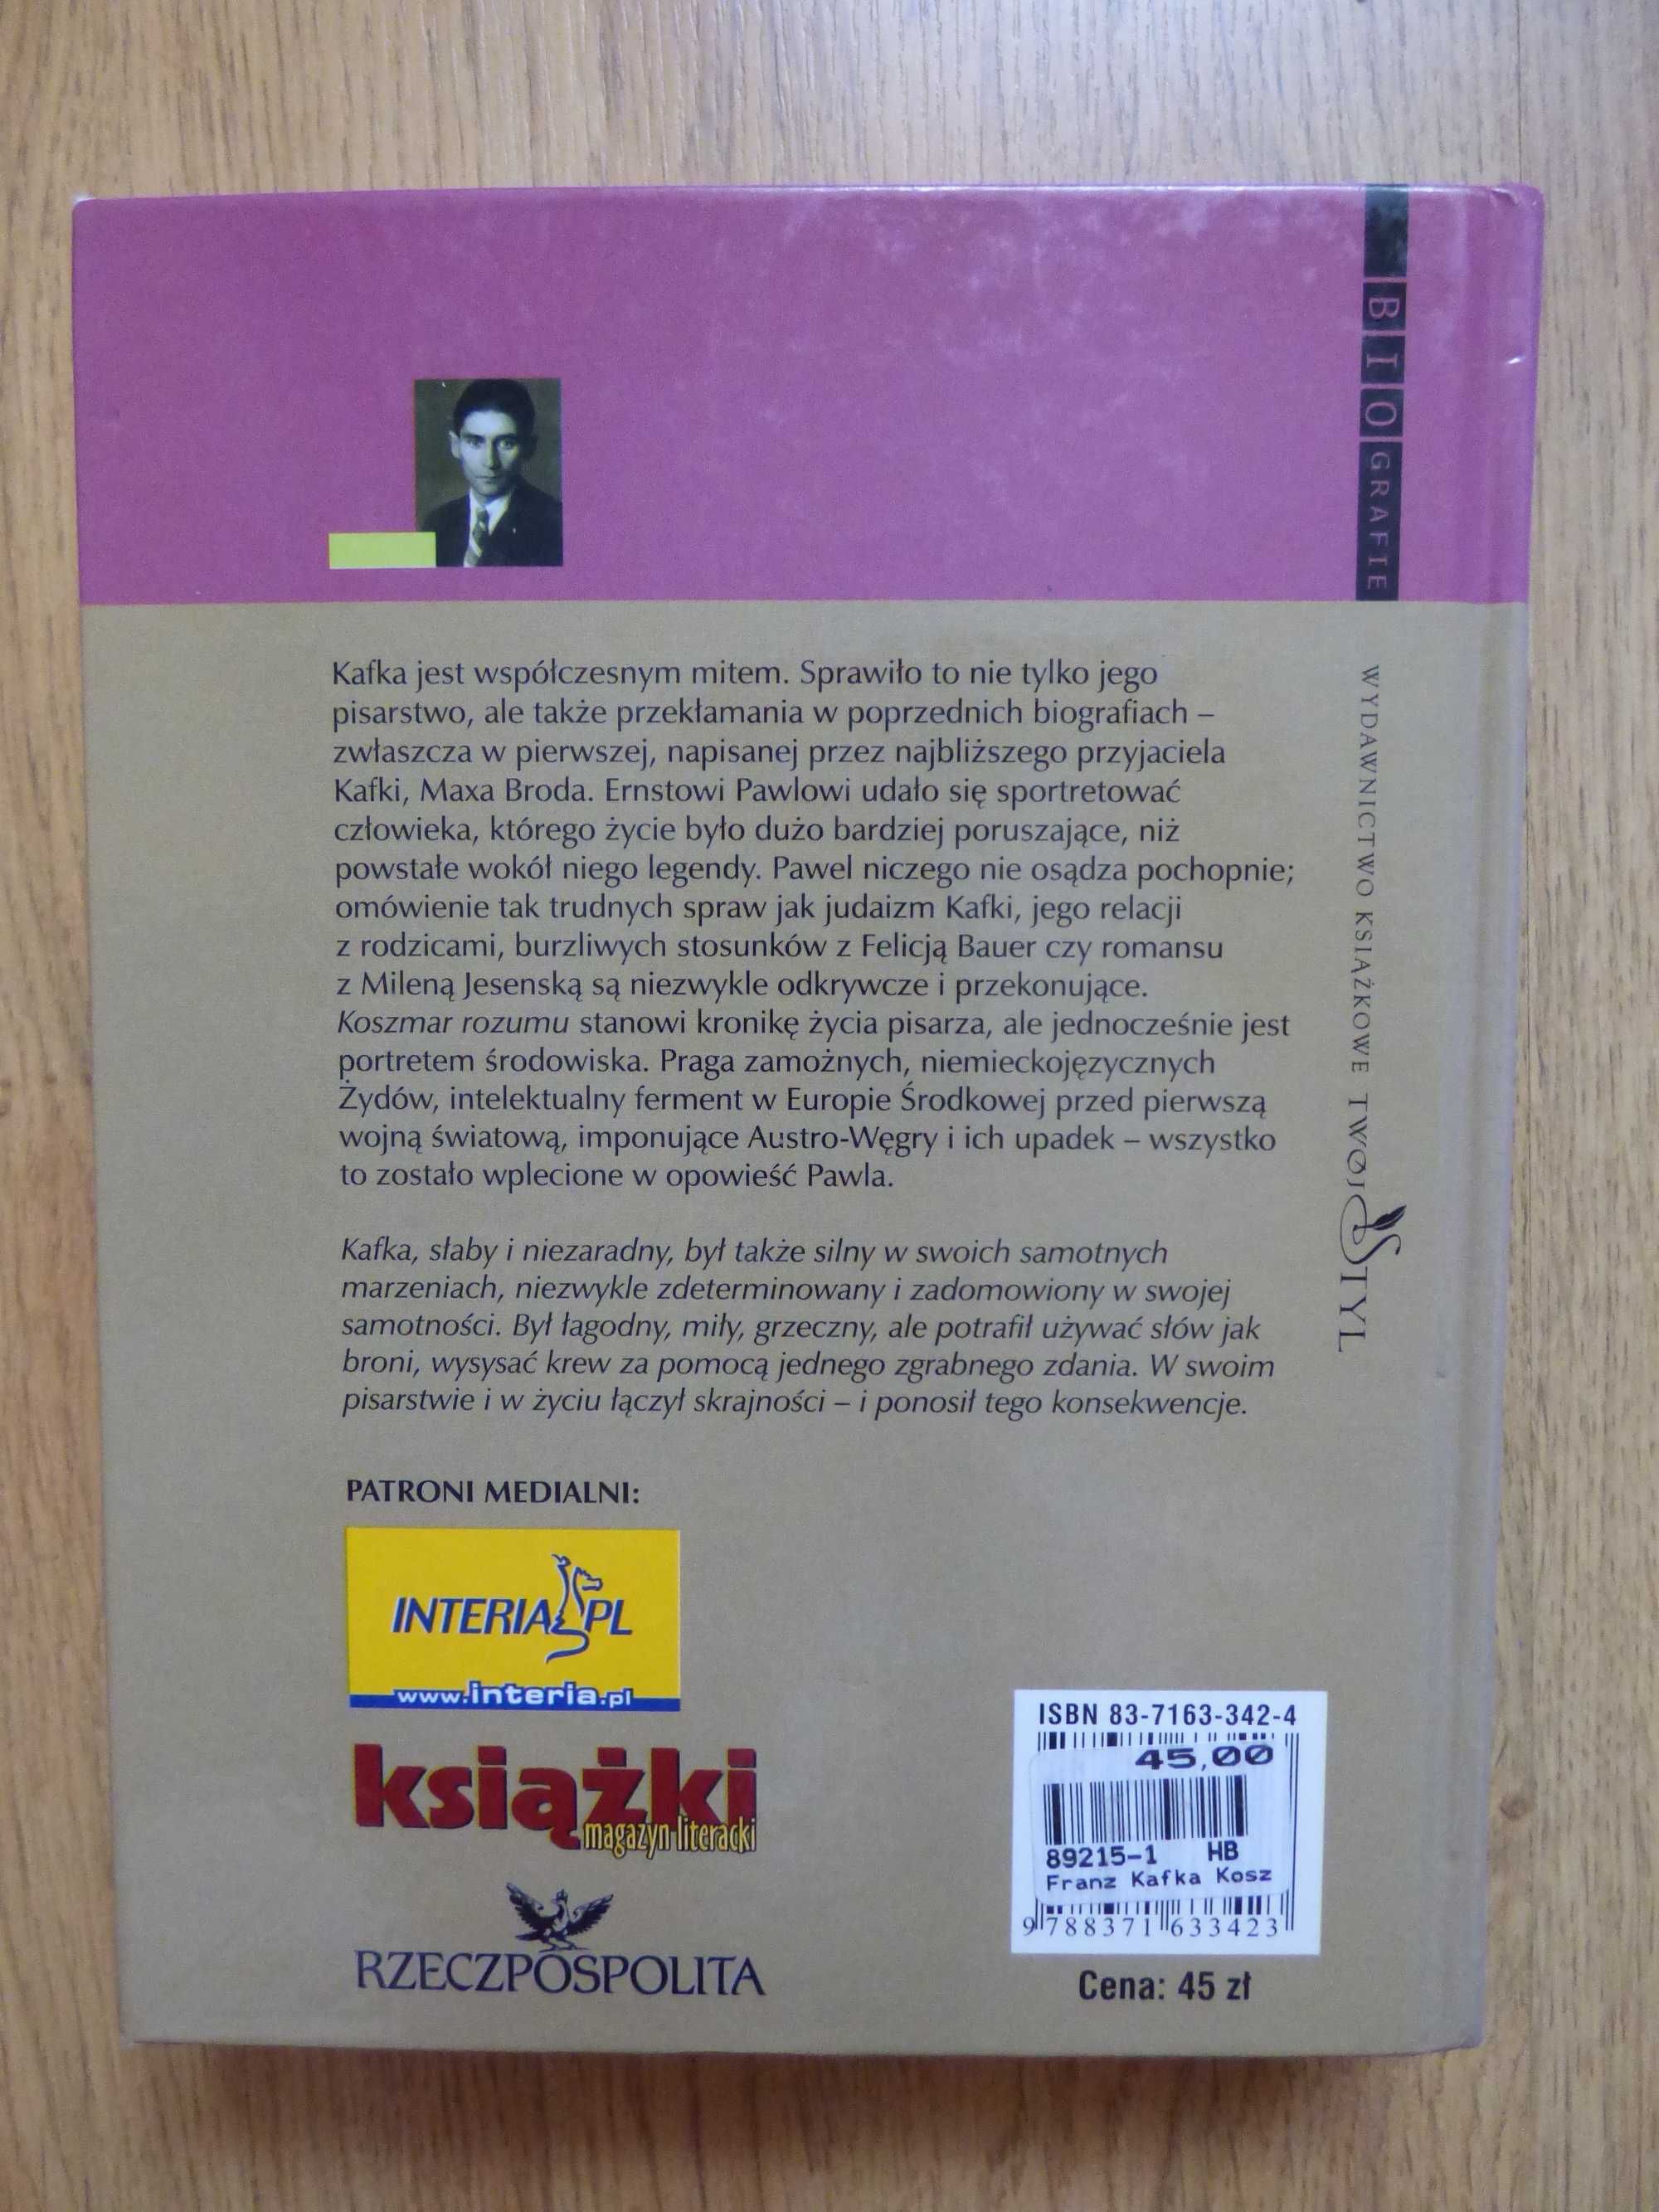 BIOGRAFIE
WYDAWNICTWO KSIĄŻKOWE TWÓJ STYL
Kafka jest współczesnym mitem. Sprawiło to nie tylko jego
pisarstwo, ale także przekłamania w poprzednich biografiach –
zwłaszcza w pierwszej, napisanej przez najbliższego przyjaciela
Kafki, Maxa Broda. Ernstowi Pawlowi udało się sportretować
człowieka, którego życie było dużo bardziej poruszające, niż
powstałe wokół niego legendy. Pawel niczego nie osądza pochopnie;
omówienie tak trudnych spraw jak judaizm Kafki, jego relacji
z rodzicami, burzliwych stosunków z Felicją Bauer czy romansu
z Mileną Jesenską są niezwykle odkrywcze i przekonujące.
Koszmar rozumu stanowi kronikę życia pisarza, ale jednocześnie jest
portretem środowiska. Praga zamożnych, niemieckojęzycznych
Żydów, intelektualny ferment w Europie Środkowej przed pierwszą
wojną światową, imponujące Austro-Węgry i ich upadek – wszystko
to zostało wplecione w opowieść Pawla.
Kafka, słaby i niezaradny, był także silny w swoich samotnych
marzeniach, niezwykle zdeterminowany i zadomowiony w swojej
samotności. Był łagodny, miły, grzeczny, ale potrafił używać słów jak
broni, wysysać krew za pomocą jednego zgrabnego zdania. W swoim
pisarstwie i w życiu łączył skrajności – i ponosił tego konsekwencje.
PATRONI MEDIALNI:
INTERIA PL
www.interia.pl
książki
magazyn literacki
RZECZPOSPOLITA
ISBN 83-7163-342-4
45,00
89215-1 HB
Franz Kafka Kosz
9 788371 633423
Cena: 45 zł